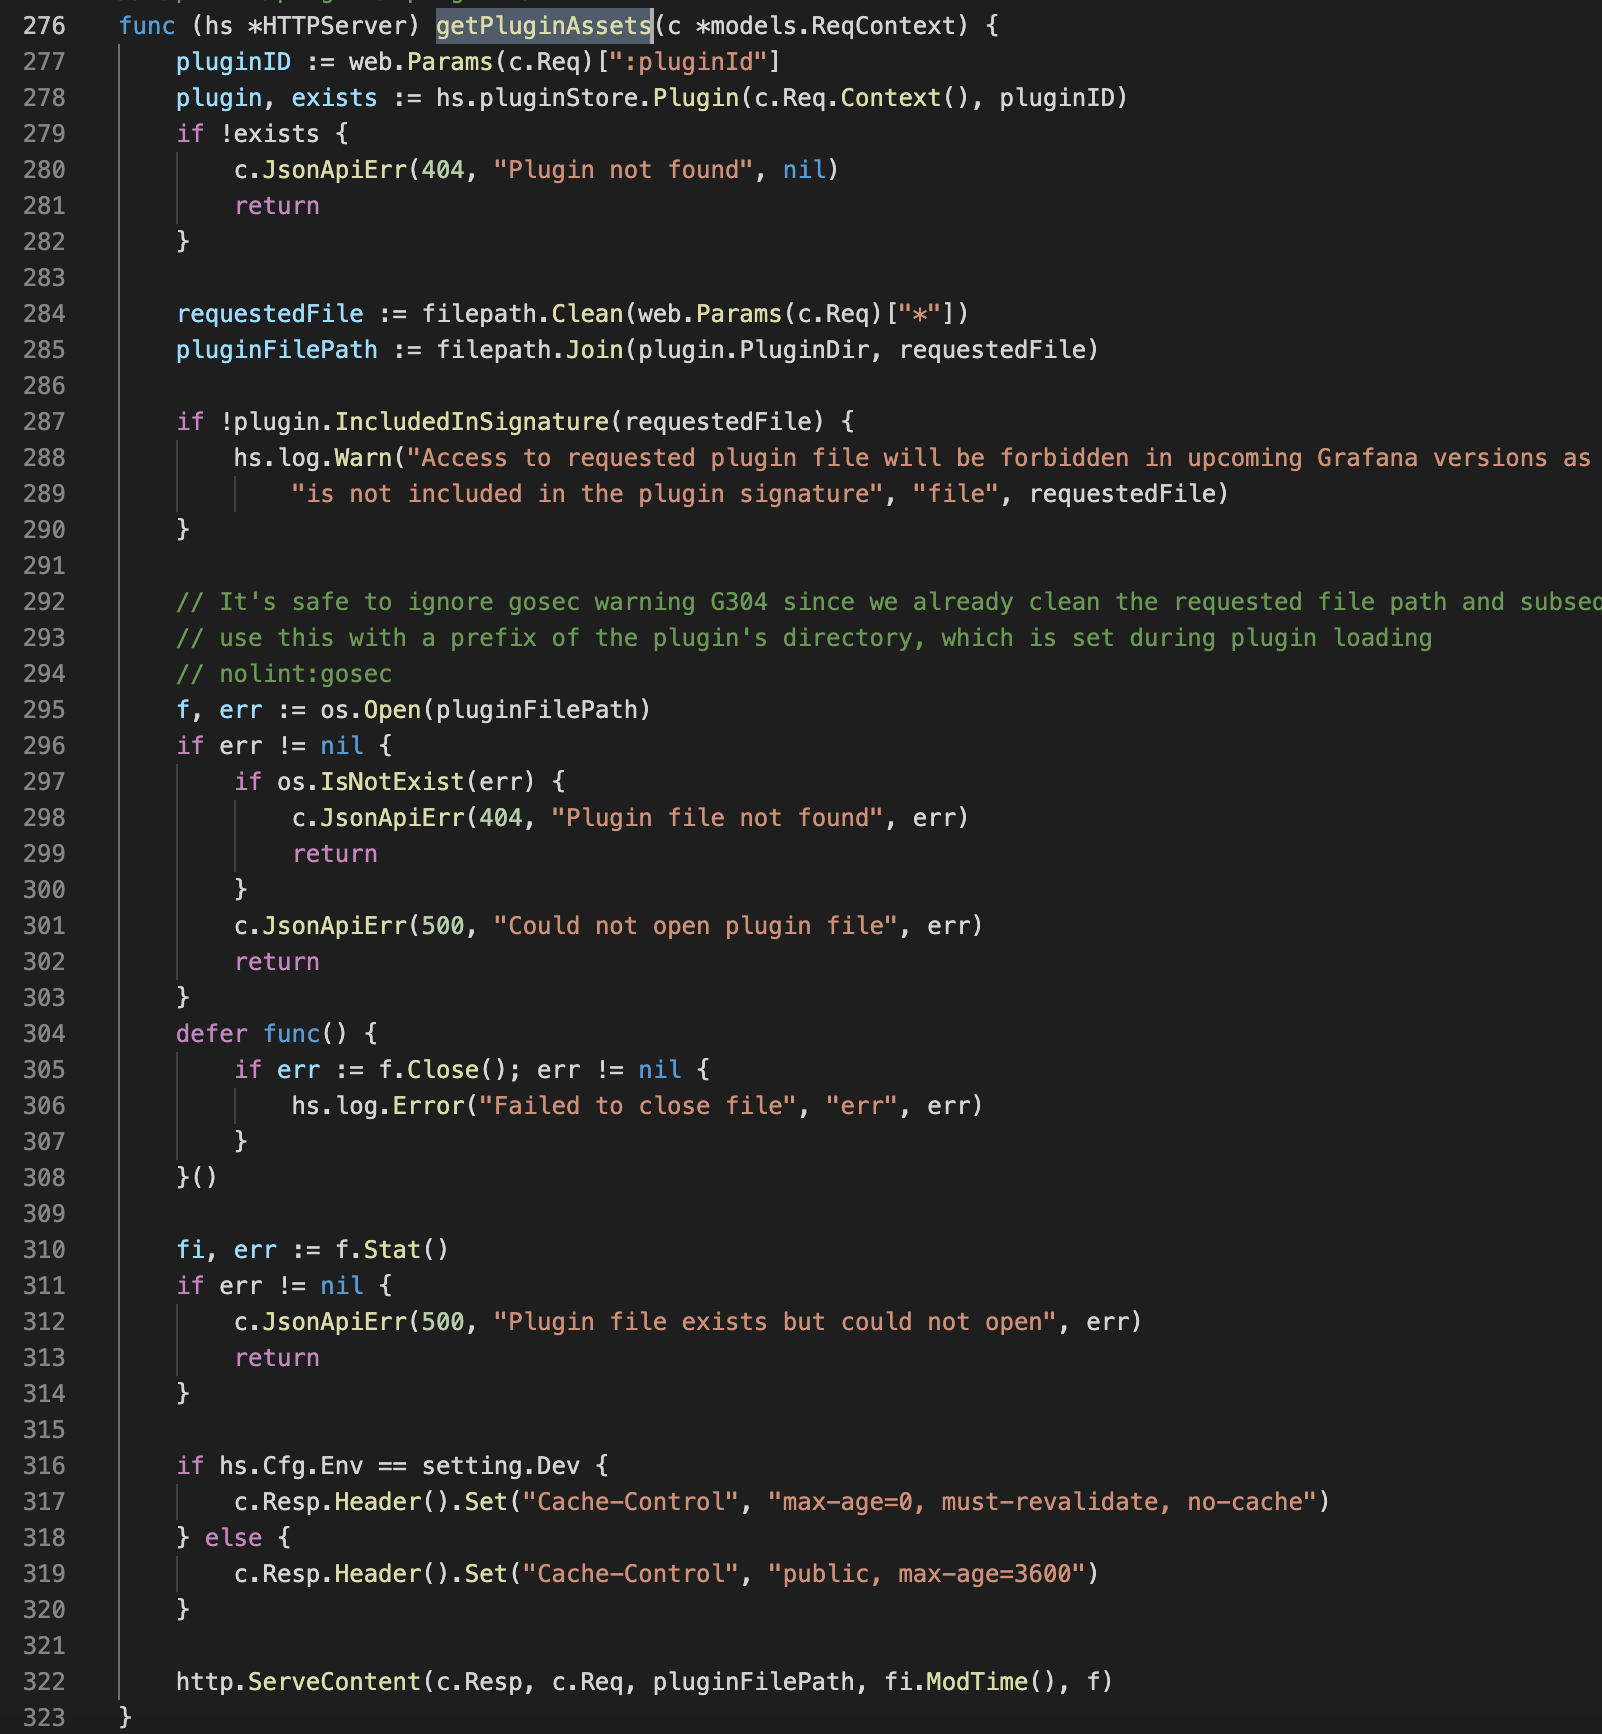 276 func (hs *HTTPServer) getPluginAssets(c *models.ReqContext) {
277 pluginID := web.Params(c.Req)[":pluginId"]
278 plugin, exists := hs.pluginStore.Plugin(c.Req.Context(), pluginID)
279 if !exists {
280 c.JsonApiErr(404, "Plugin not found", nil)
281 return
282 }
283
284 requestedFile := filepath.Clean(web.Params(c.Req)["*"])
285 pluginFilePath := filepath.Join(plugin.PluginDir, requestedFile)
286
287 if !plugin.IncludedInSignature(requestedFile) {
288 hs.log.Warn("Access to requested plugin file will be forbidden in upcoming Grafana versions as
289 "is not included in the plugin signature", "file", requestedFile)
290 }
291
292 // It's safe to ignore gosec warning G304 since we already clean the requested file path and
293 // use this with a prefix of the plugin's directory, which is set during plugin loading
294 // nolint:gosec
295 f, err := os.Open(pluginFilePath)
296 if err != nil {
297 if os.IsNotExist(err) {
298 c.JsonApiErr(404, "Plugin file not found", err)
299 return
300 }
301 c.JsonApiErr(500, "Could not open plugin file", err)
302 return
303 }
304 defer func() {
305 if err := f.Close(); err != nil {
306 hs.log.Error("Failed to close file", "err", err)
307 }
308 }()
309
310 fi, err := f.Stat()
311 if err != nil {
312 c.JsonApiErr(500, "Plugin file exists but could not open", err)
313 return
314 }
315
316 if hs.Cfg.Env == setting.Dev {
317 c.Resp.Header().Set("Cache-Control", "max-age=0, must-revalidate, no-cache")
318 } else {
319 c.Resp.Header().Set("Cache-Control", "public, max-age=3600")
320 }
321
322 http.ServeContent(c.Resp, c.Req, pluginFilePath, fi.ModTime(), f)
323 }